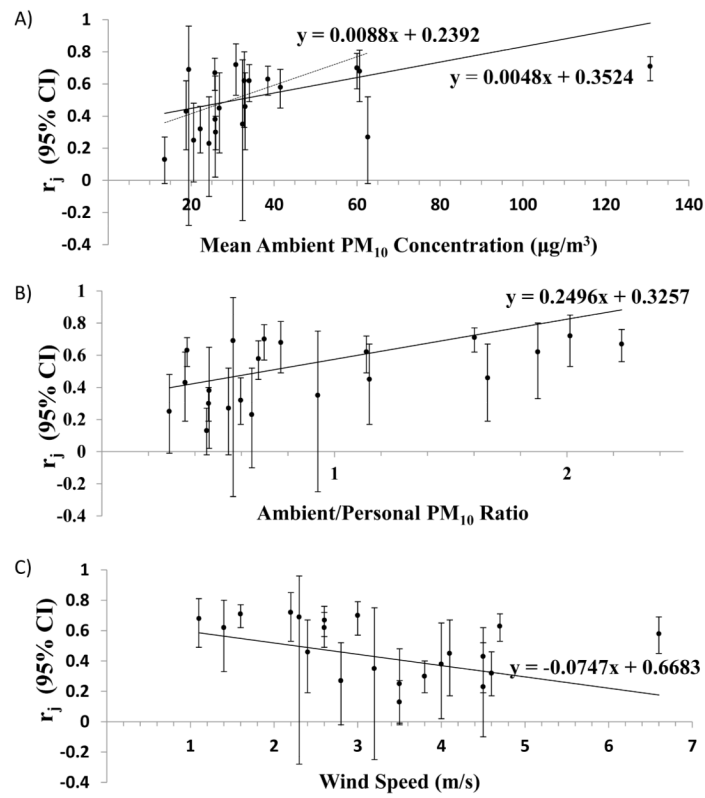 A)
1
0.8
0.6
0.4
0.2
0
-0.2
-0.4
rj (95% CI)
y = 0.0088x + 0.2392
y = 0.0048x + 0.3524
20 40 60 80 100 120 140
Mean Ambient PM10 Concentration (µg/m³)
B)
1
0.8
0.6
0.4
0.2
0
-0.2
-0.4
rj (95% CI)
y = 0.2496x + 0.3257
1 2
Ambient/Personal PM10 Ratio
C)
1
0.8
0.6
0.4
0.2
0
-0.2
-0.4
rj (95% CI)
y = -0.0747x + 0.6683
1 2 3 4 5 6 7
Wind Speed (m/s)